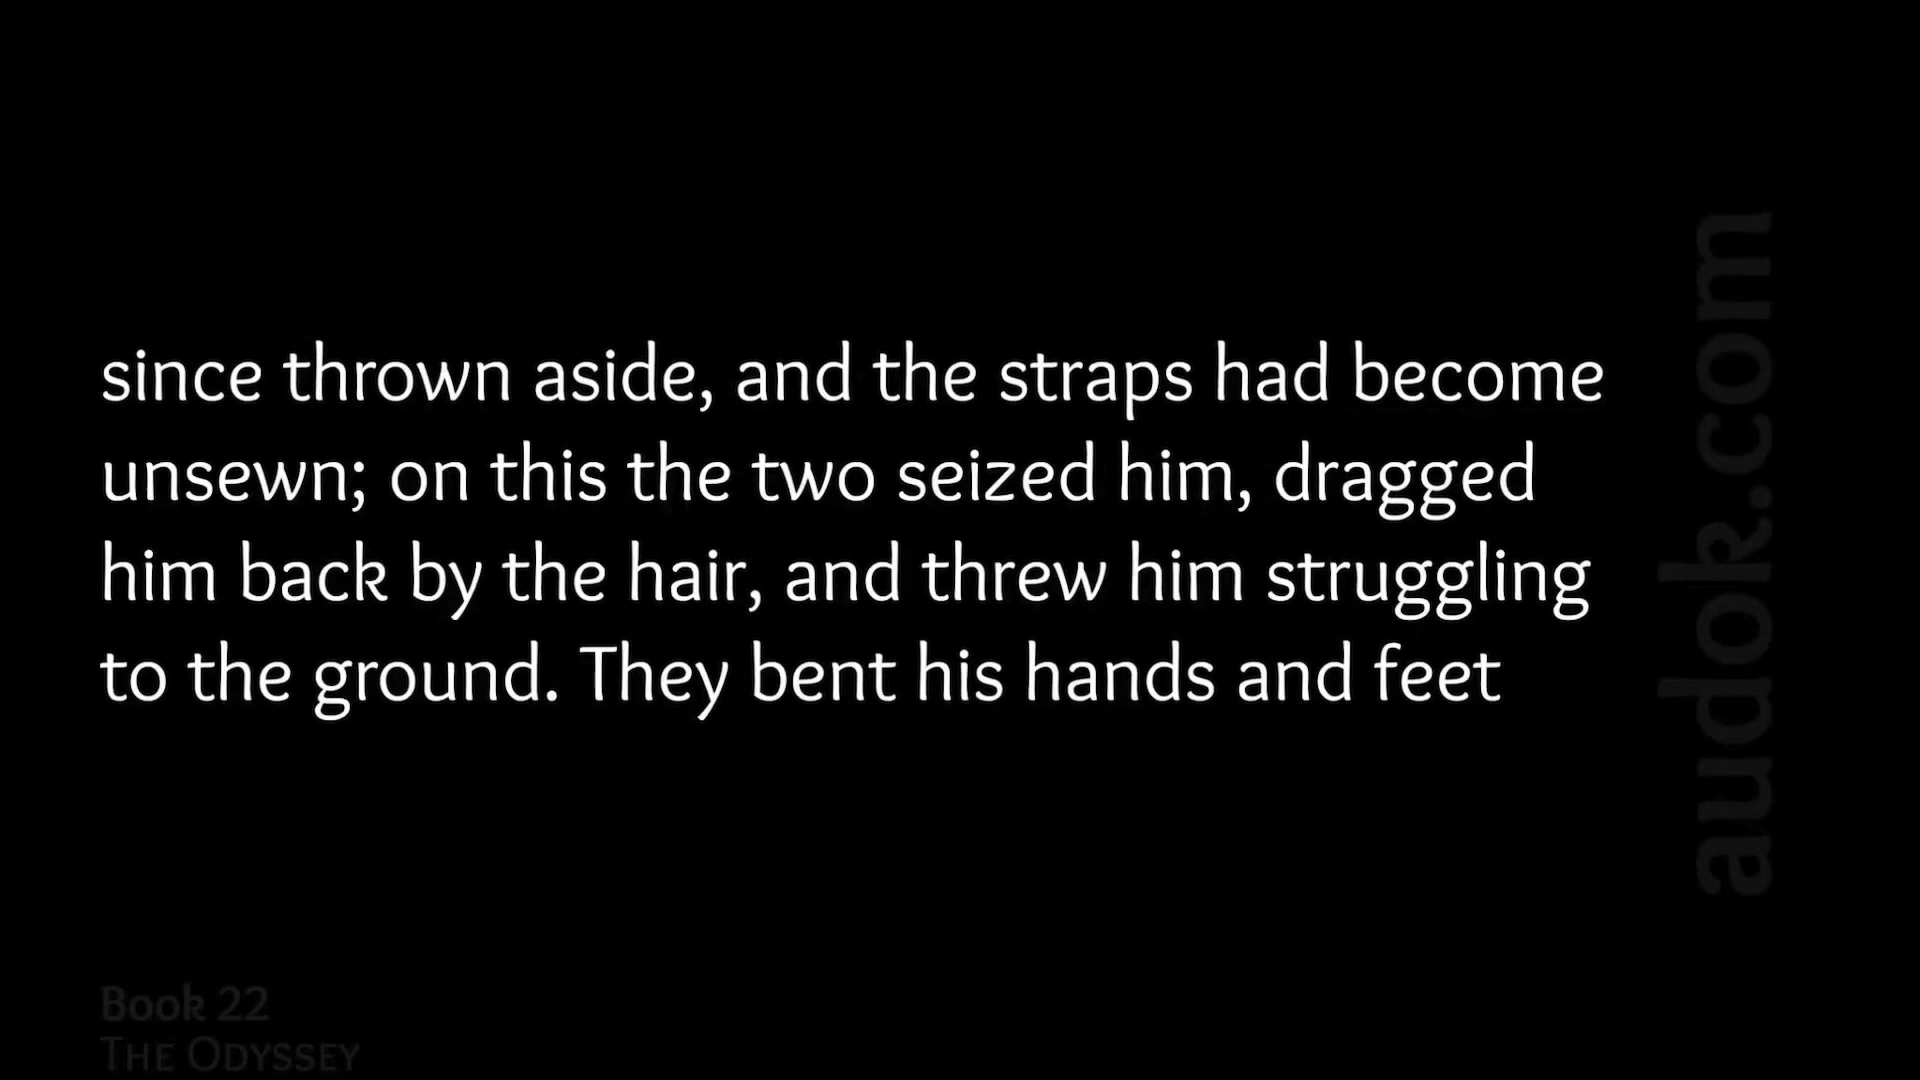 since thrown aside, and the straps had become
unsewn; on this the two seized him, dragged
him back by the hair, and threw him struggling
to the ground. They bent his hands and feet
audok.com
Book 22
THE ODYSSEY